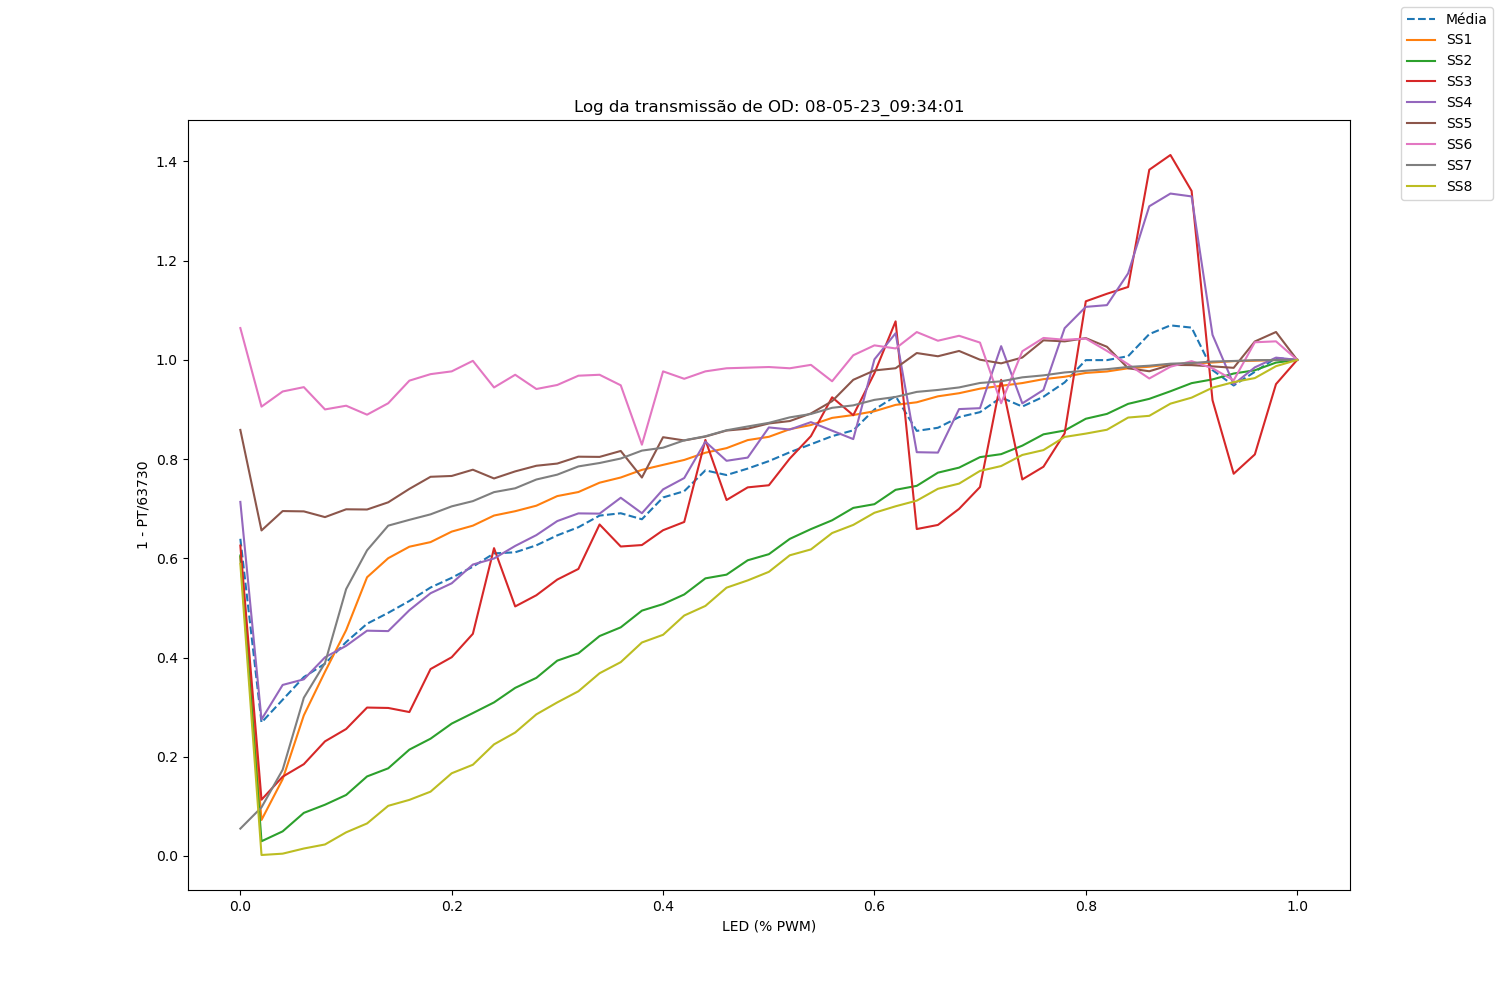 Média
SS1
SS2
SS3
SS4
SS5
SS6
SS7
SS8
Log da transmissão de OD: 08-05-23_09:34:01
1.4
1.2
1.0
0.8
0.6
0.4
0.2
0.0
1 - PT/63730
0.0 0.2 0.4 0.6 0.8 1.0
LED (% PWM)